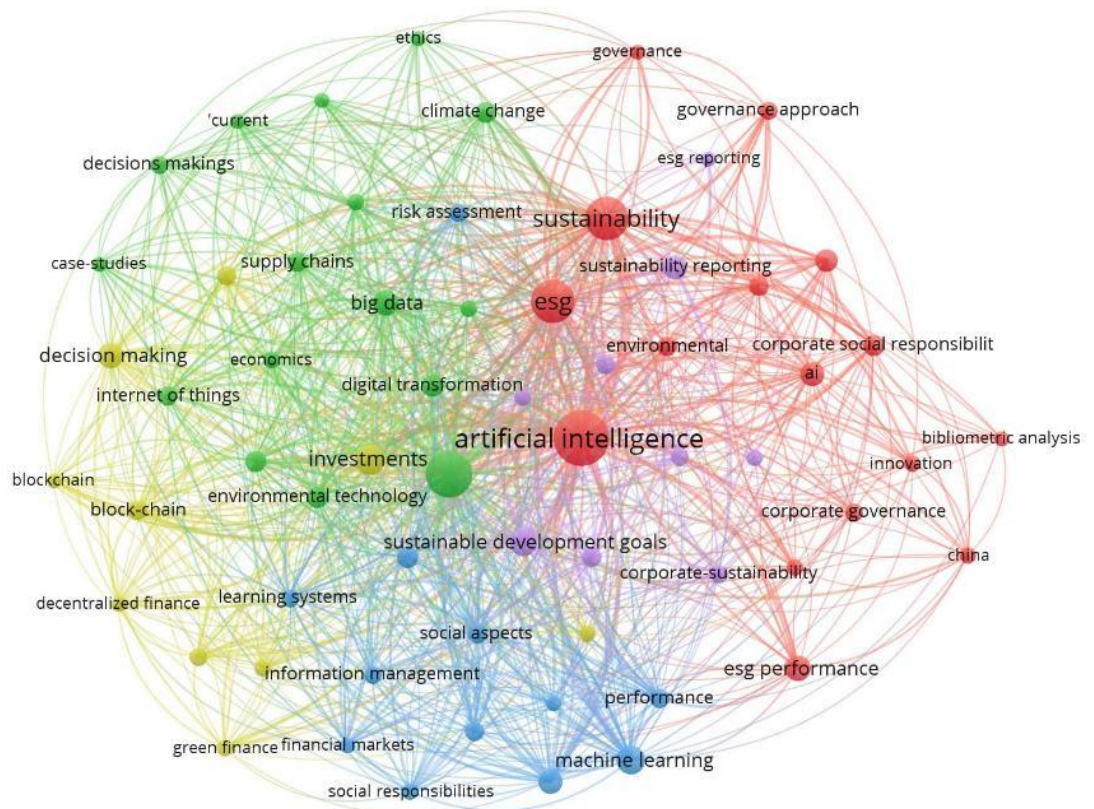 ethics
governance
'current
climate change
governance approach
decisions makings
esg reporting
risk assessment
sustainability
case-studies
supply chains
sustainability reporting
big data
esg
decision making
economics
environmental
corporate social responsibilit
digital transformation
ai
internet of things
artificial intelligence
bibliometric analysis
investments
innovation
blockchain
environmental technology
block-chain
corporate governance
sustainable development goals
china
corporate-sustainability
decentralized finance
learning systems
social aspects
information management
esg performance
performance
green finance
financial markets
machine learning
social responsibilities